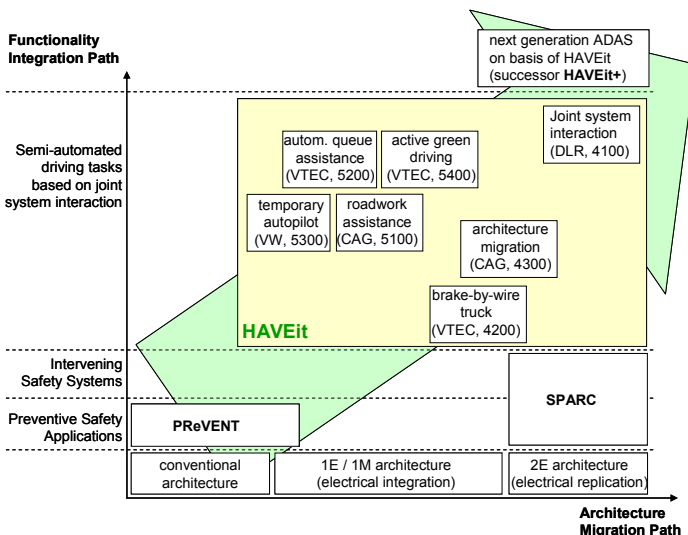 Functionality
Integration Path
next generation ADAS
on basis of HAVEit
(successor HAVEit+)
Semi-automated
driving tasks
based on joint
system interaction
autom. queue
assistance
(VTEC, 5200)
active green
driving
(VTEC, 5400)
Joint system
interaction
(DLR, 4100)
temporary
autopilot
(VW, 5300)
roadwork
assistance
(CAG, 5100)
architecture
migration
(CAG, 4300)
brake-by-wire
truck
(VTEC, 4200)
HAVEit
Intervening
Safety Systems
SPARC
Preventive Safety
Applications
PReVENT
conventional
architecture
1E / 1M architecture
(electrical integration)
2E architecture
(electrical replication)
Architecture
Migration Path